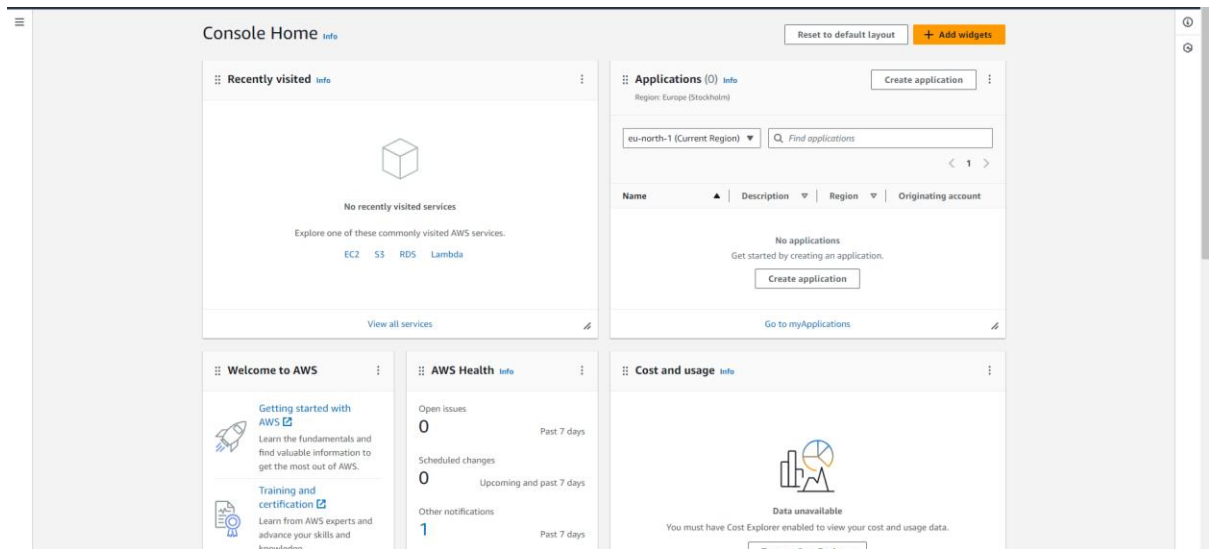 Console Home Info
Reset to default layout
+ Add widgets
Recently visited Info
No recently visited services
Explore one of these commonly visited AWS services.
EC2 S3 RDS Lambda
View all services
Applications (0) Info
Region: Europe (Stockholm)
Create application
eu-north-1 (Current Region)
Find applications
1
Name Description Region Originating account
No applications
Get started by creating an application.
Create application
Go to myApplications
Welcome to AWS
Getting started with
AWS
Learn the fundamentals and
find valuable information to
get the most out of AWS.
Training and
certification
Learn from AWS experts and
advance your skills and
knowledge
AWS Health Info
Open issues
0
Past 7 days
Scheduled changes
0
Upcoming and past 7 days
Other notifications
1
Past 7 days
Cost and usage Info
Data unavailable
You must have Cost Explorer enabled to view your cost and usage data.